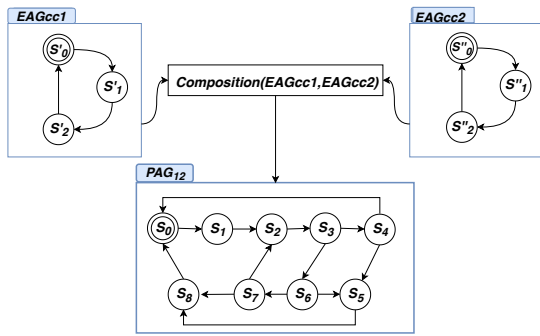 EAGcc1
EAGcc2
S'0
S'1
S'2
Composition(EAGcc1,EAGcc2)
S"0
S"1
S"2
PAG12
S0
S1
S2
S3
S4
S8
S7
S6
S5